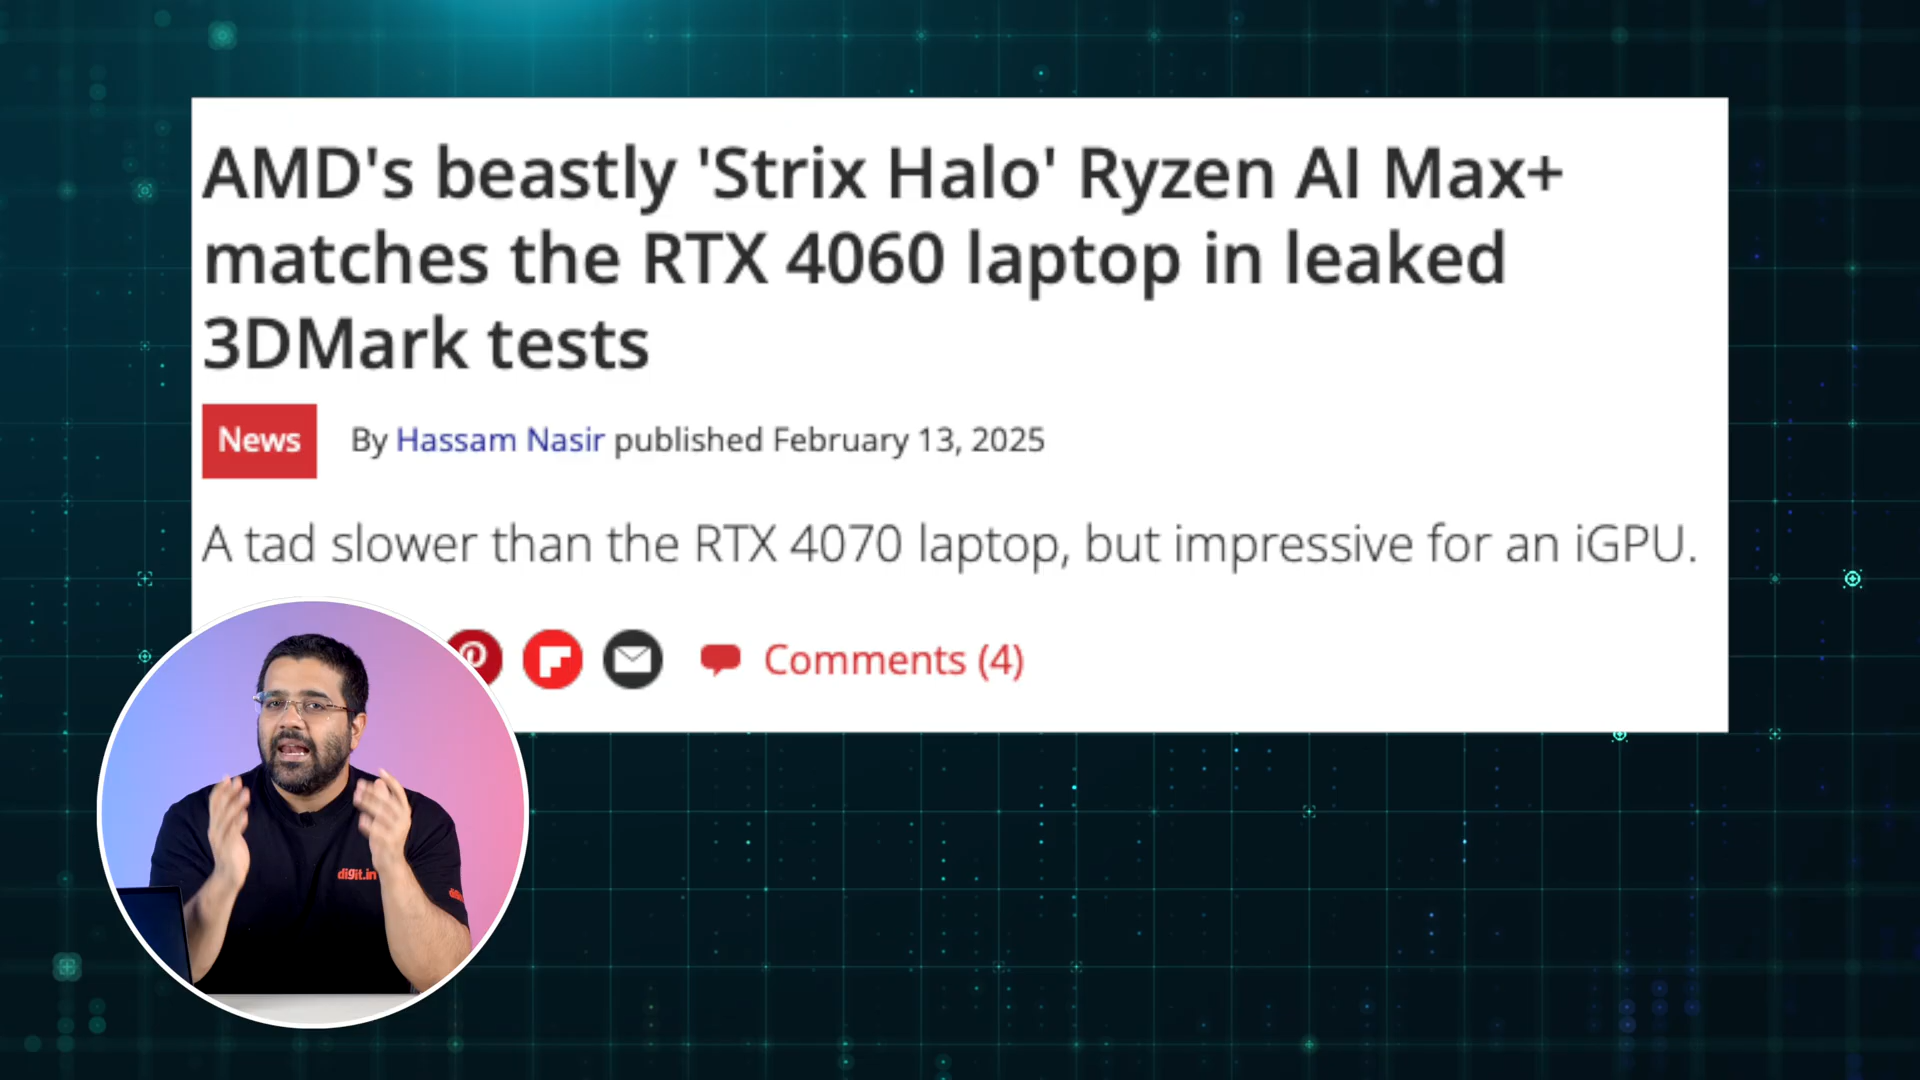 AMD's beastly 'Strix Halo' Ryzen AI Max+
matches the RTX 4060 laptop in leaked
3DMark tests
News By Hassam Nasir published February 13, 2025
A tad slower than the RTX 4070 laptop, but impressive for an iGPU.
Comments (4)
digit.in